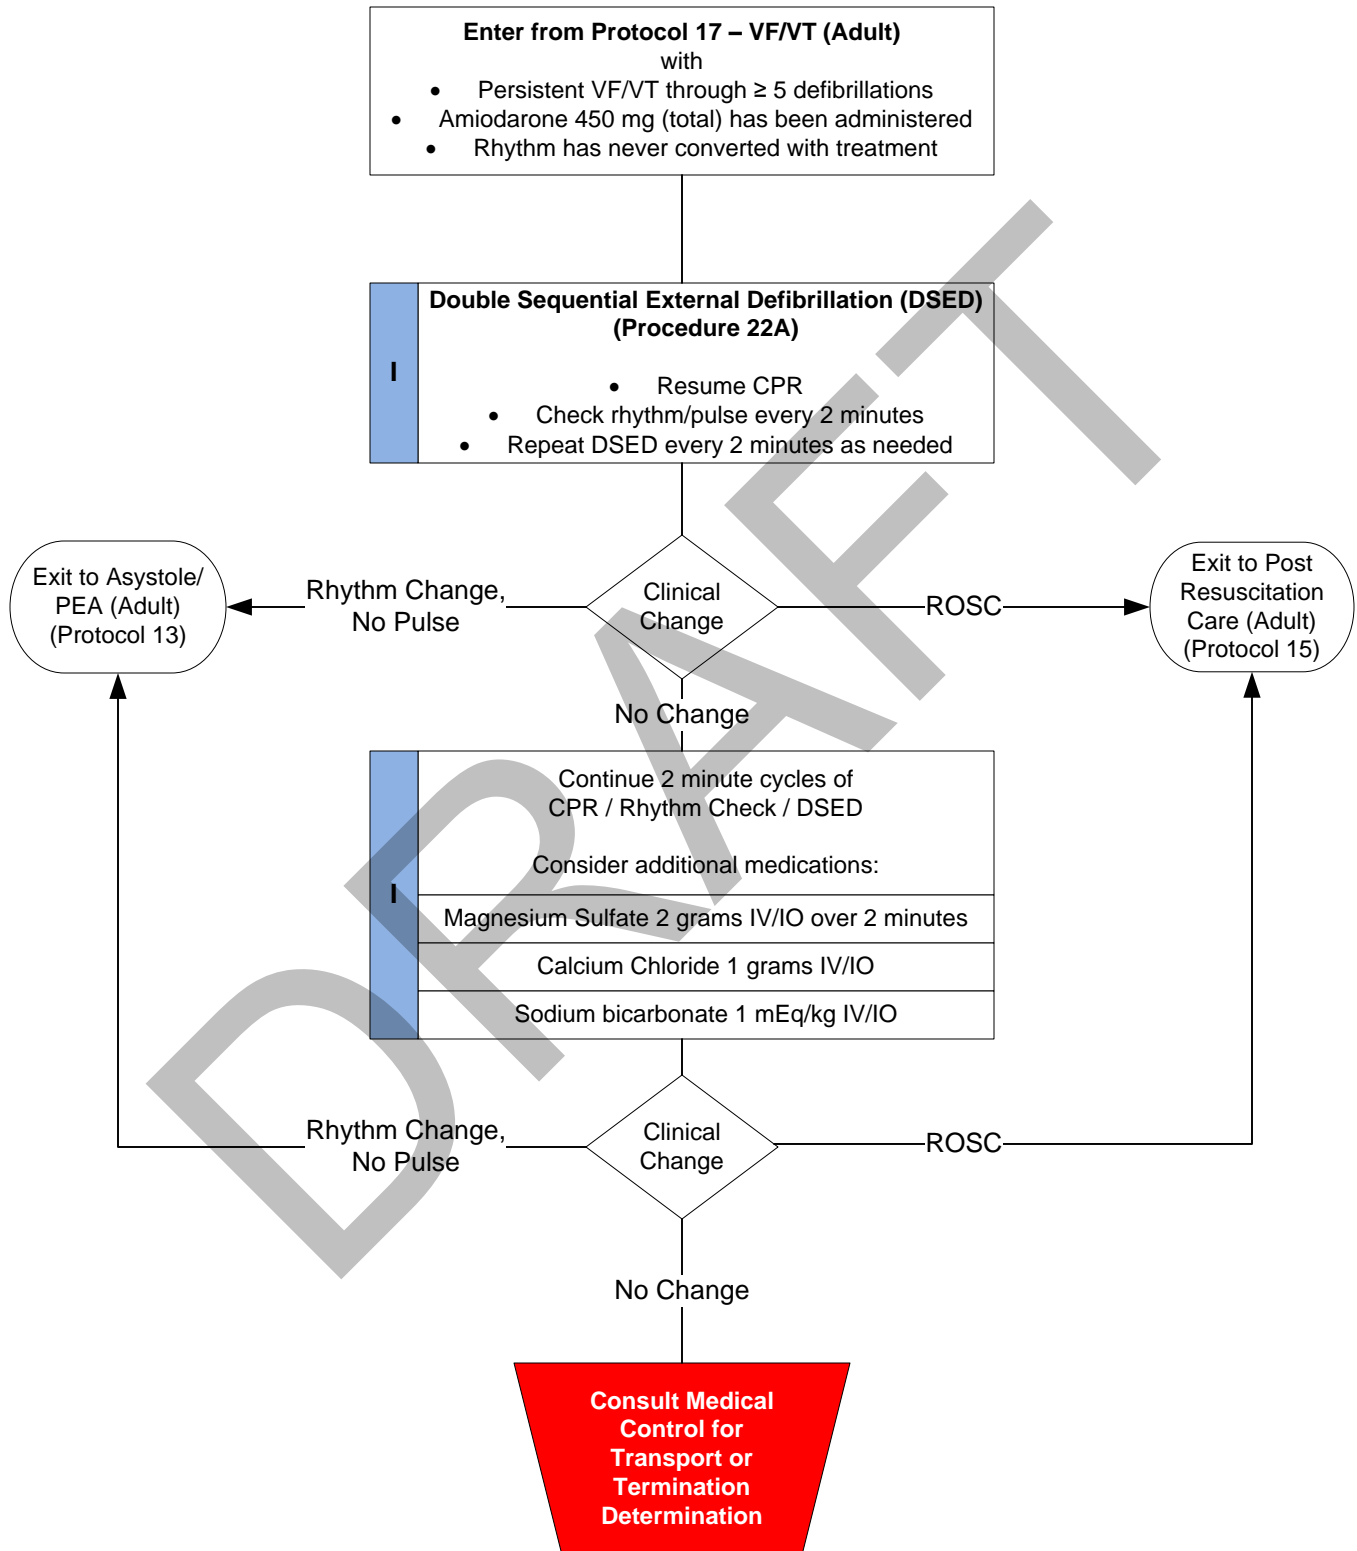 Enter from Protocol 17 – VF/VT (Adult)
with
• Persistent VF/VT through ≥ 5 defibrillations
• Amiodarone 450 mg (total) has been administered
• Rhythm has never converted with treatment
I
Double Sequential External Defibrillation (DSED)
(Procedure 22A)
• Resume CPR
• Check rhythm/pulse every 2 minutes
• Repeat DSED every 2 minutes as needed
Exit to Asystole/
PEA (Adult)
(Protocol 13)
Rhythm Change,
No Pulse
Clinical
Change
ROSC
Exit to Post
Resuscitation
Care (Adult)
(Protocol 15)
No Change
I
Continue 2 minute cycles of
CPR / Rhythm Check / DSED
Consider additional medications:
Magnesium Sulfate 2 grams IV/IO over 2 minutes
Calcium Chloride 1 grams IV/IO
Sodium bicarbonate 1 mEq/kg IV/IO
Rhythm Change,
No Pulse
Clinical
Change
ROSC
No Change
Consult Medical
Control for
Transport or
Termination
Determination
DRAFT